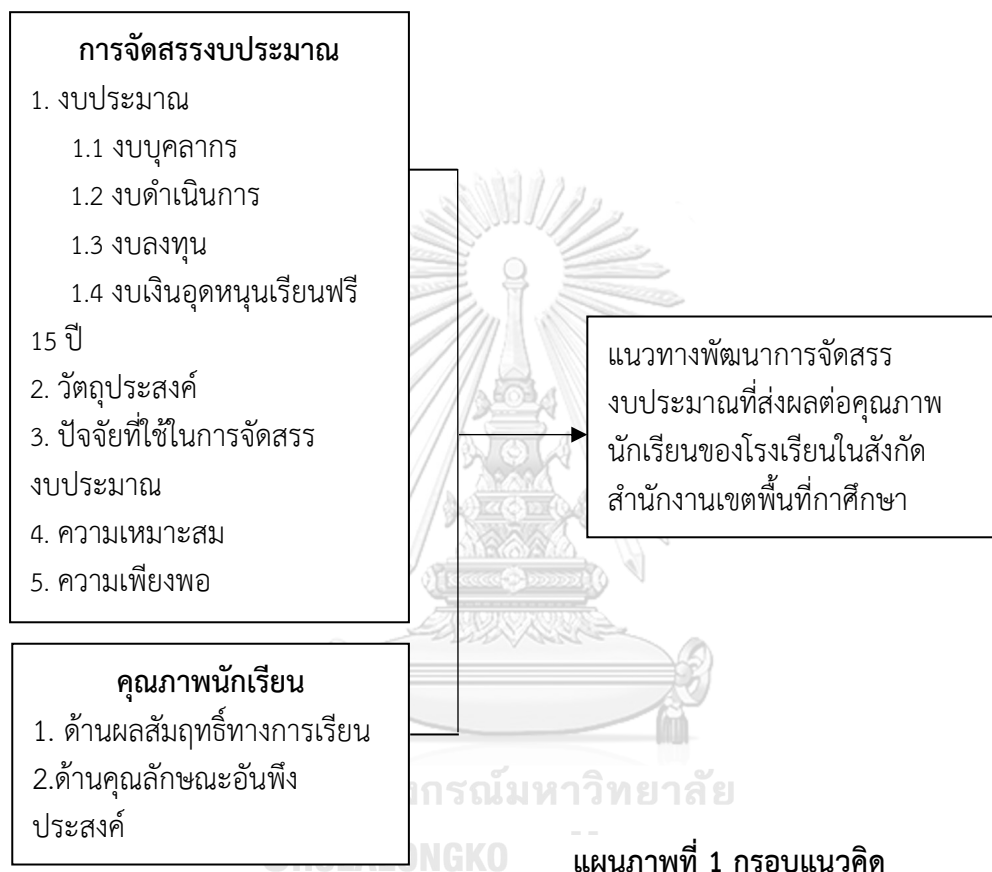 การจัดสรรงบประมาณ
1. งบประมาณ
1.1 งบบุคลากร
1.2 งบดำเนินการ
1.3 งบลงทุน
1.4 งบเงินอุดหนุนเรียนฟรี
15 ปี
2. วัตถุประสงค์
3. ปัจจัยที่ใช้ในการจัดสรร
งบประมาณ
4. ความเหมาะสม
5. ความเพียงพอ
แนวทางพัฒนาการจัดสรร
งบประมาณที่ส่งผลต่อคุณภาพ
นักเรียนของโรงเรียนในสังกัด
สำนักงานเขตพื้นที่กาศึกษา
คุณภาพนักเรียน
1. ด้านผลสัมฤทธิ์ทางการเรียน
2.ด้านคุณลักษณะอันพึง
ประสงค์
งกรณ์มหาวิทยาลัย
แผนภาพที่ 1 กรอบแนวคิด